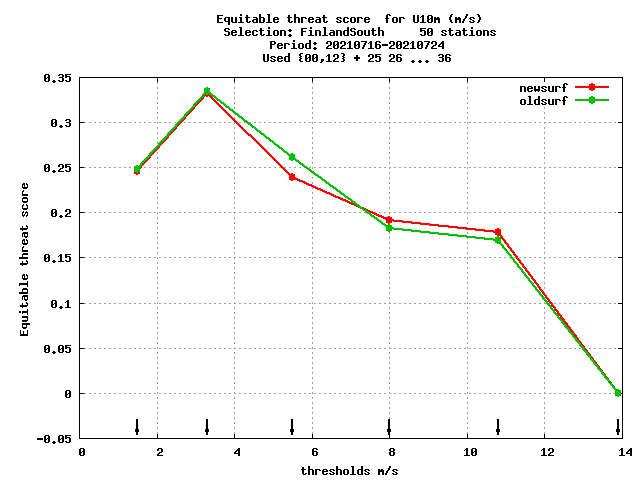 Equitable threat score  for U10m (m/s)
Selection: FinlandSouth     50 stations
Period: 20210716-20210724
Used {00,12} + 25 26 ... 36
newsurf
oldsurf
Equitable threat score
0.35
0.3
0.25
0.2
0.15
0.1
0.05
0
-0.05
0 2 4 6 8 10 12 14
thresholds m/s